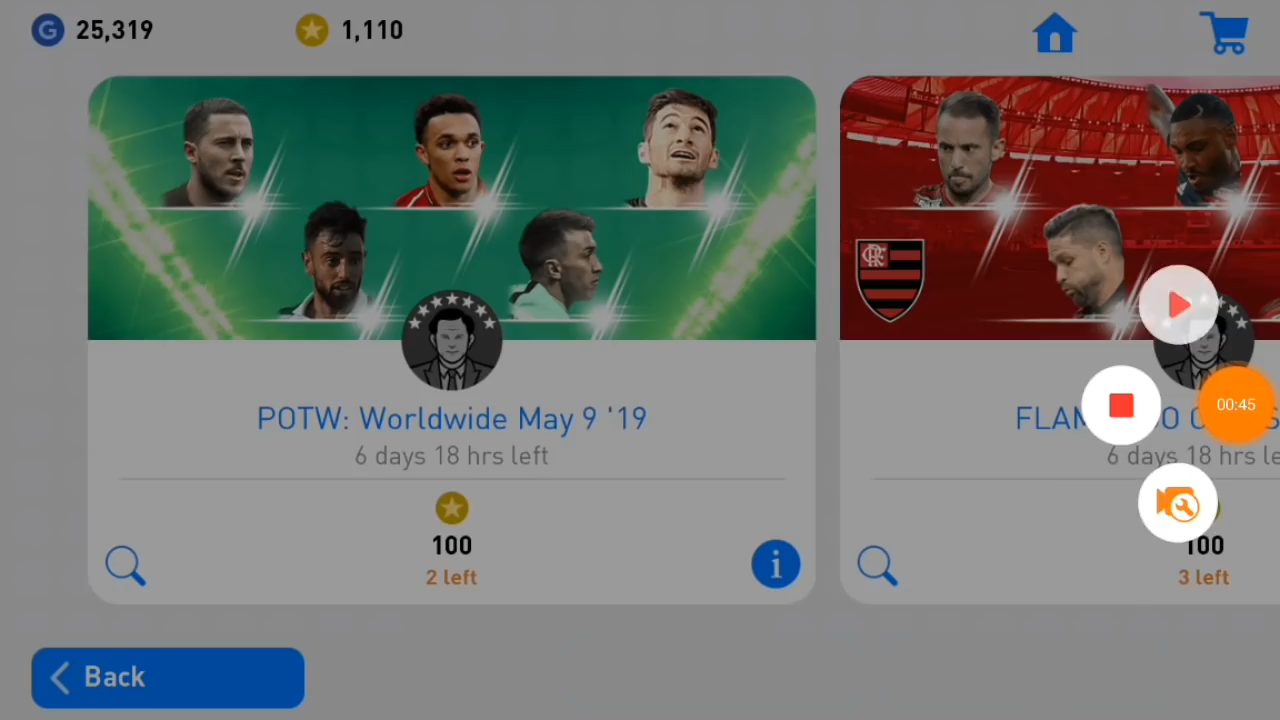 G 25,319
1,110
POTW: Worldwide May 9 '19
6 days 18 hrs left
100
2 left
i
FLAM
6 days 18 hrs le
100
3 left
00:45
Back